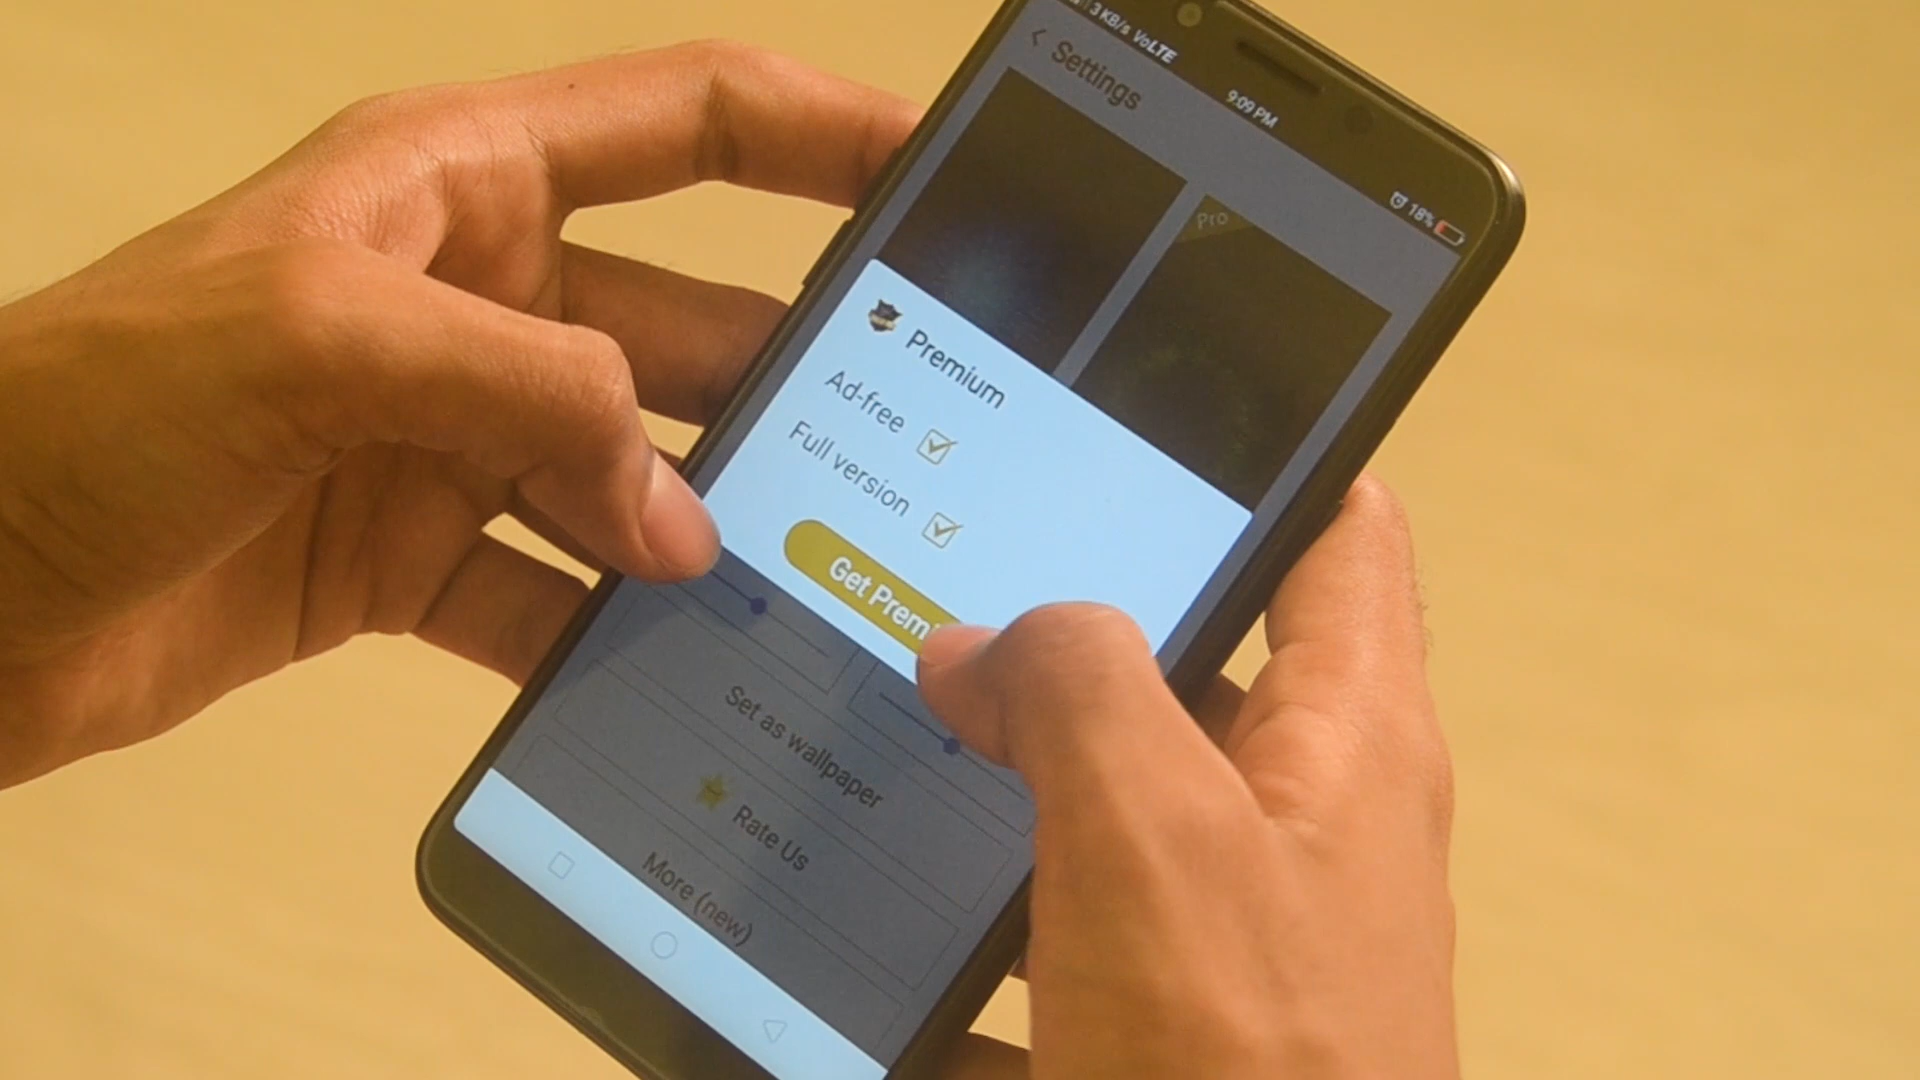 3 KB/s VoLTE
9:09 PM
18%
Settings
Pro
Premium
Ad-free
Full version
Get Premi
Set as wallpaper
Rate Us
More (new)